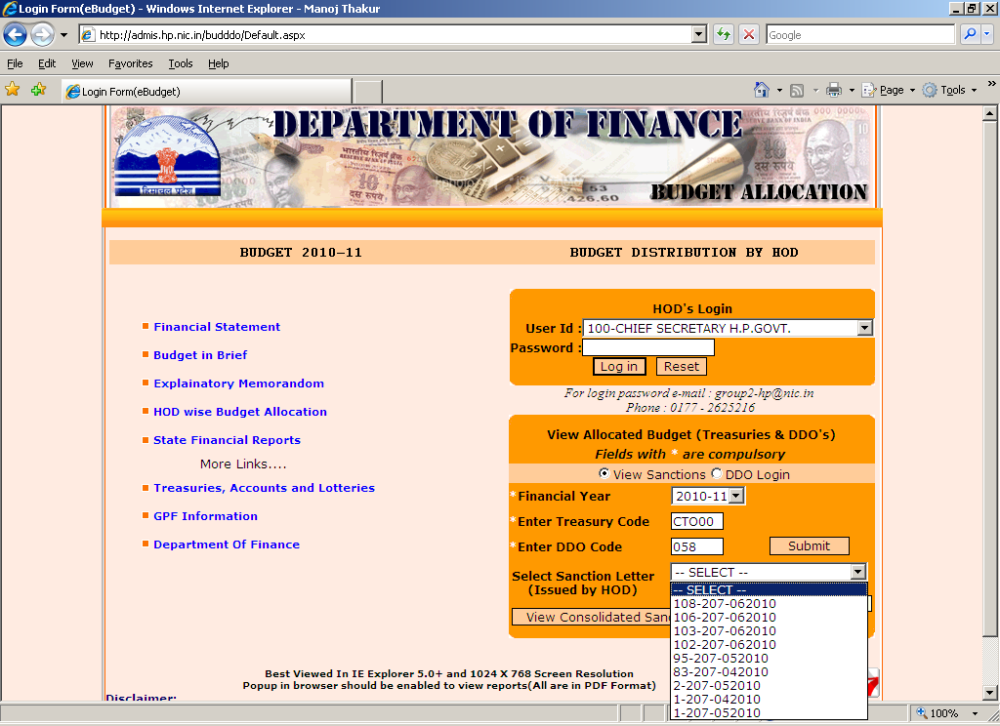 Login Form(eBudget) - Windows Internet Explorer - Manoj Thakur
http://admis.hp.nic.in/budddo/Default.aspx
Google
File Edit View Favorites Tools Help
Login Form(eBudget)
Page Tools
DEPARTMENT OF FINANCE
BUDGET ALLOCATION
हिमाचल प्रदेश
BUDGET 2010-11
BUDGET DISTRIBUTION BY HOD
Financial Statement
Budget in Brief
Explainatory Memorandum
HOD wise Budget Allocation
State Financial Reports
More Links....
Treasuries, Accounts and Lotteries
GPF Information
Department Of Finance
HOD's Login
User Id : 100-CHIEF SECRETARY H.P.GOVT.
Password :
Log in Reset
For login password e-mail : group2-hp@nic.in
Phone : 0177 - 2625216
View Allocated Budget (Treasuries & DDO's)
Fields with * are compulsory
View Sanctions DDO Login
*Financial Year 2010-11
*Enter Treasury Code CTO00
*Enter DDO Code 058 Submit
Select Sanction Letter -- SELECT --
(Issued by HOD)
-- SELECT --
108-207-062010
106-207-062010
103-207-062010
102-207-062010
95-207-052010
83-207-042010
2-207-052010
1-207-042010
1-207-052010
View Consolidated San
Best Viewed In IE Explorer 5.0+ and 1024 X 768 Screen Resolution
Popup in browser should be enabled to view reports(All are in PDF Format)
Disclaimer:
100%